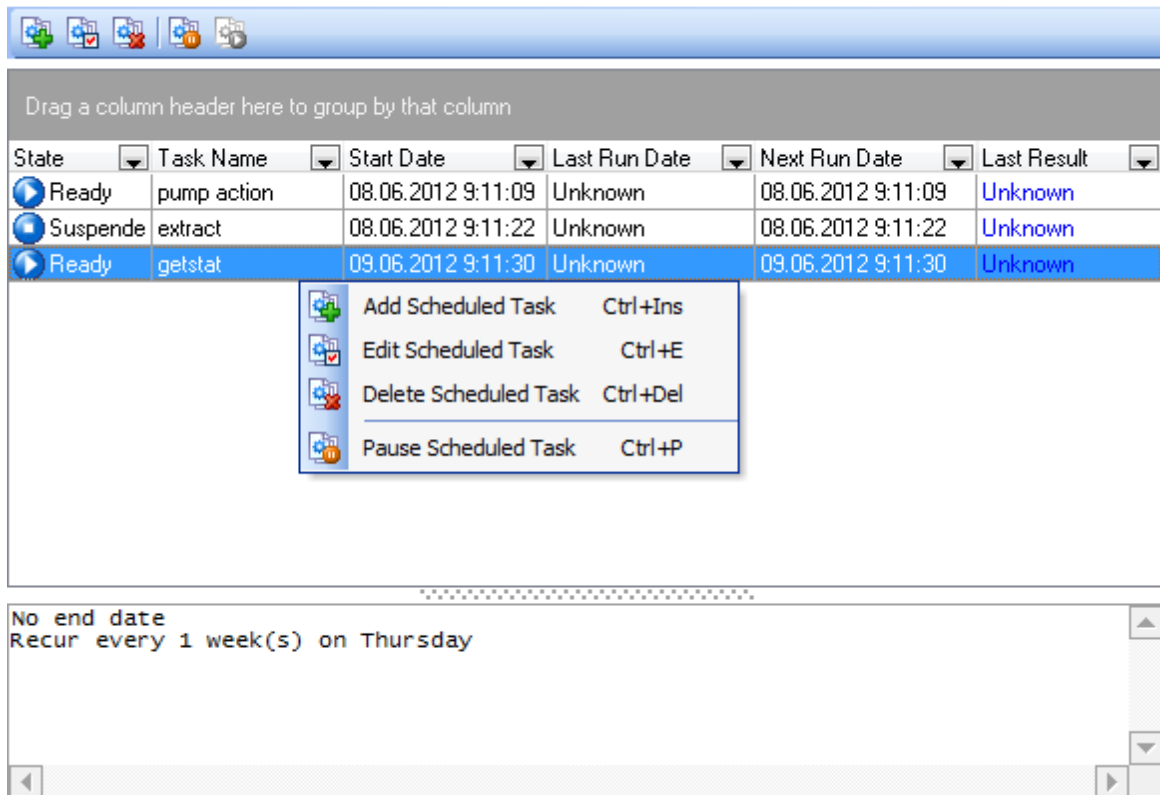 Drag a column header here to group by that column
State Task Name Start Date Last Run Date Next Run Date Last Result
Ready pump action 08.06.2012 9:11:09 Unknown 08.06.2012 9:11:09 Unknown
Suspende extract 08.06.2012 9:11:22 Unknown 08.06.2012 9:11:22 Unknown
Ready getstat 09.06.2012 9:11:30 Unknown 09.06.2012 9:11:30 Unknown
Add Scheduled Task Ctrl+Ins
Edit Scheduled Task Ctrl+E
Delete Scheduled Task Ctrl+Del
Pause Scheduled Task Ctrl+P
No end date
Recur every 1 week(s) on Thursday